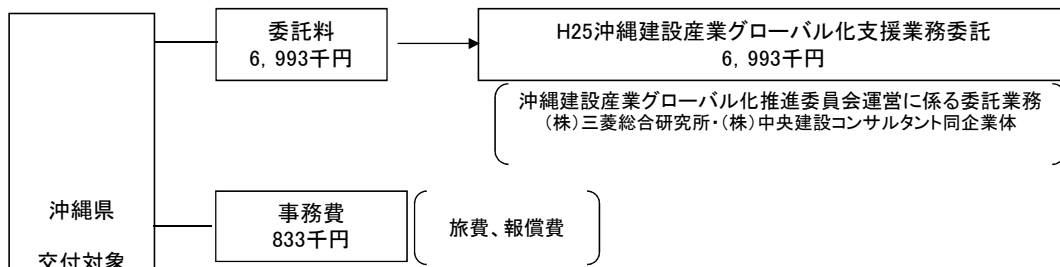 委託料
6，993千円
H25沖縄建設産業グローバル化支援業務委託
6，993千円
沖縄建設産業グローバル化推進委員会運営に係る委託業務
（株）三菱総合研究所・（株）中央建設コンサルタント同企業体
事務費
833千円
旅費、報償費
沖縄県
交付対象